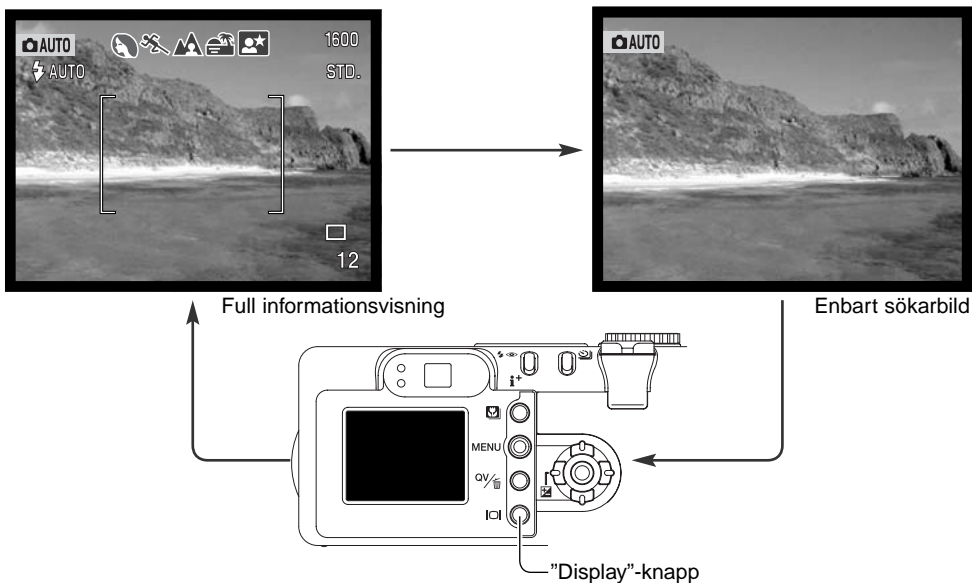 AUTO
1600
AUTO
AUTO
STD.
12
Full informationsvisning
Enbart sökarbild
MENU
QV/
"Display"-knapp